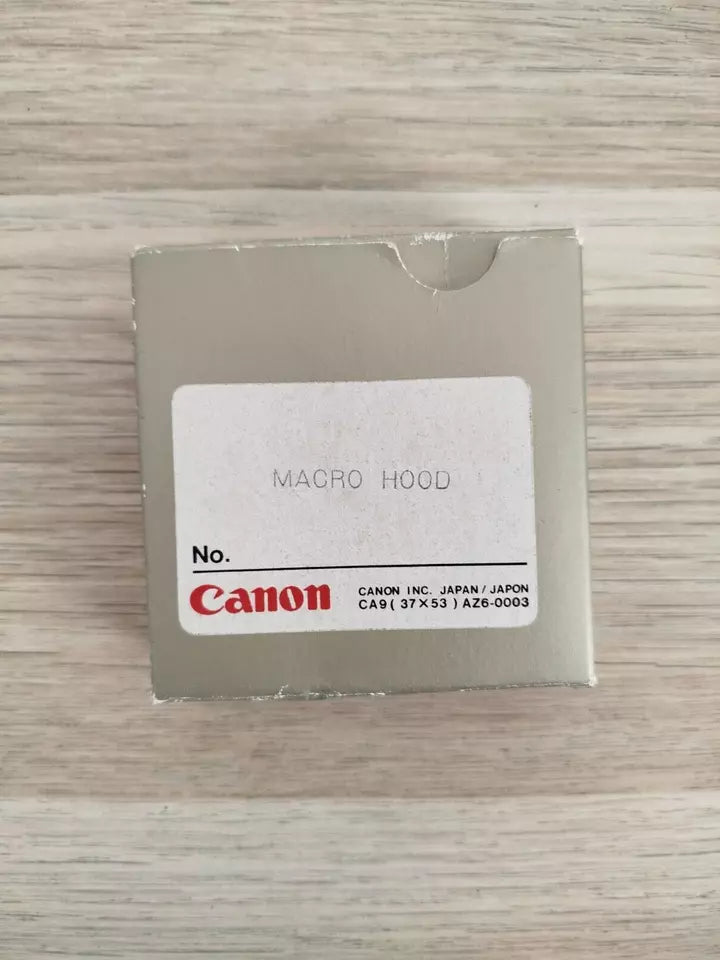 MACRO HOOD
No.
Canon
CANON INC. JAPAN / JAPON
CA9 ( 37×53 ) AZ6-0003